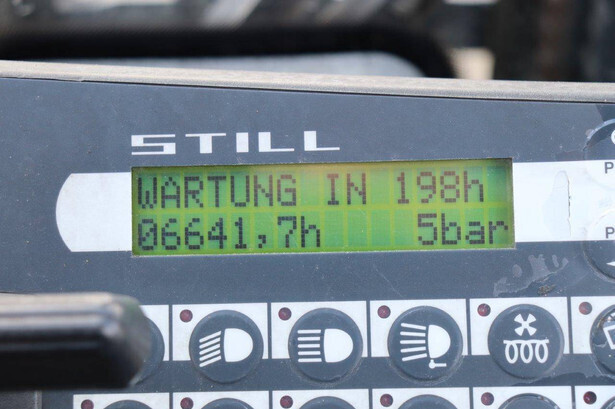 STILL
WARTUNG IN 198h
06641,7h 5bar
P
P